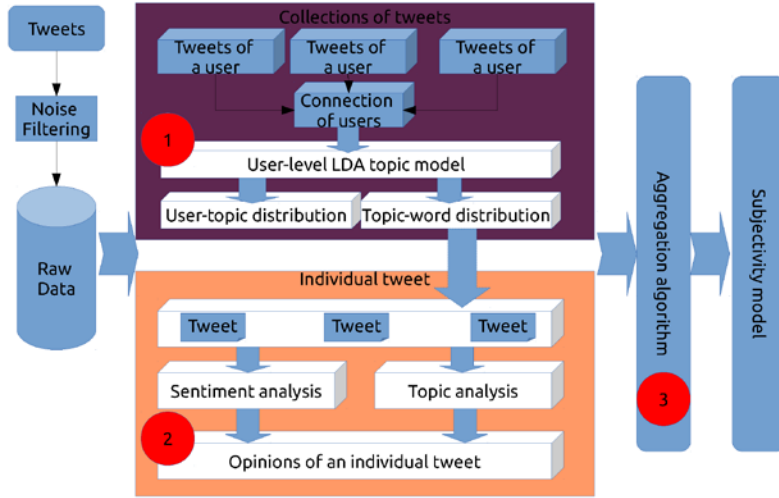 Tweets
Noise
Filtering
Raw
Data
Collections of tweets
Tweets of
a user
Tweets of
a user
Tweets of
a user
Connection
of users
1
User-level LDA topic model
User-topic distribution
Topic-word distribution
Individual tweet
Tweet
Tweet
Tweet
Sentiment analysis
Topic analysis
2
Opinions of an individual tweet
Aggregation algorithm
3
Subjectivity model